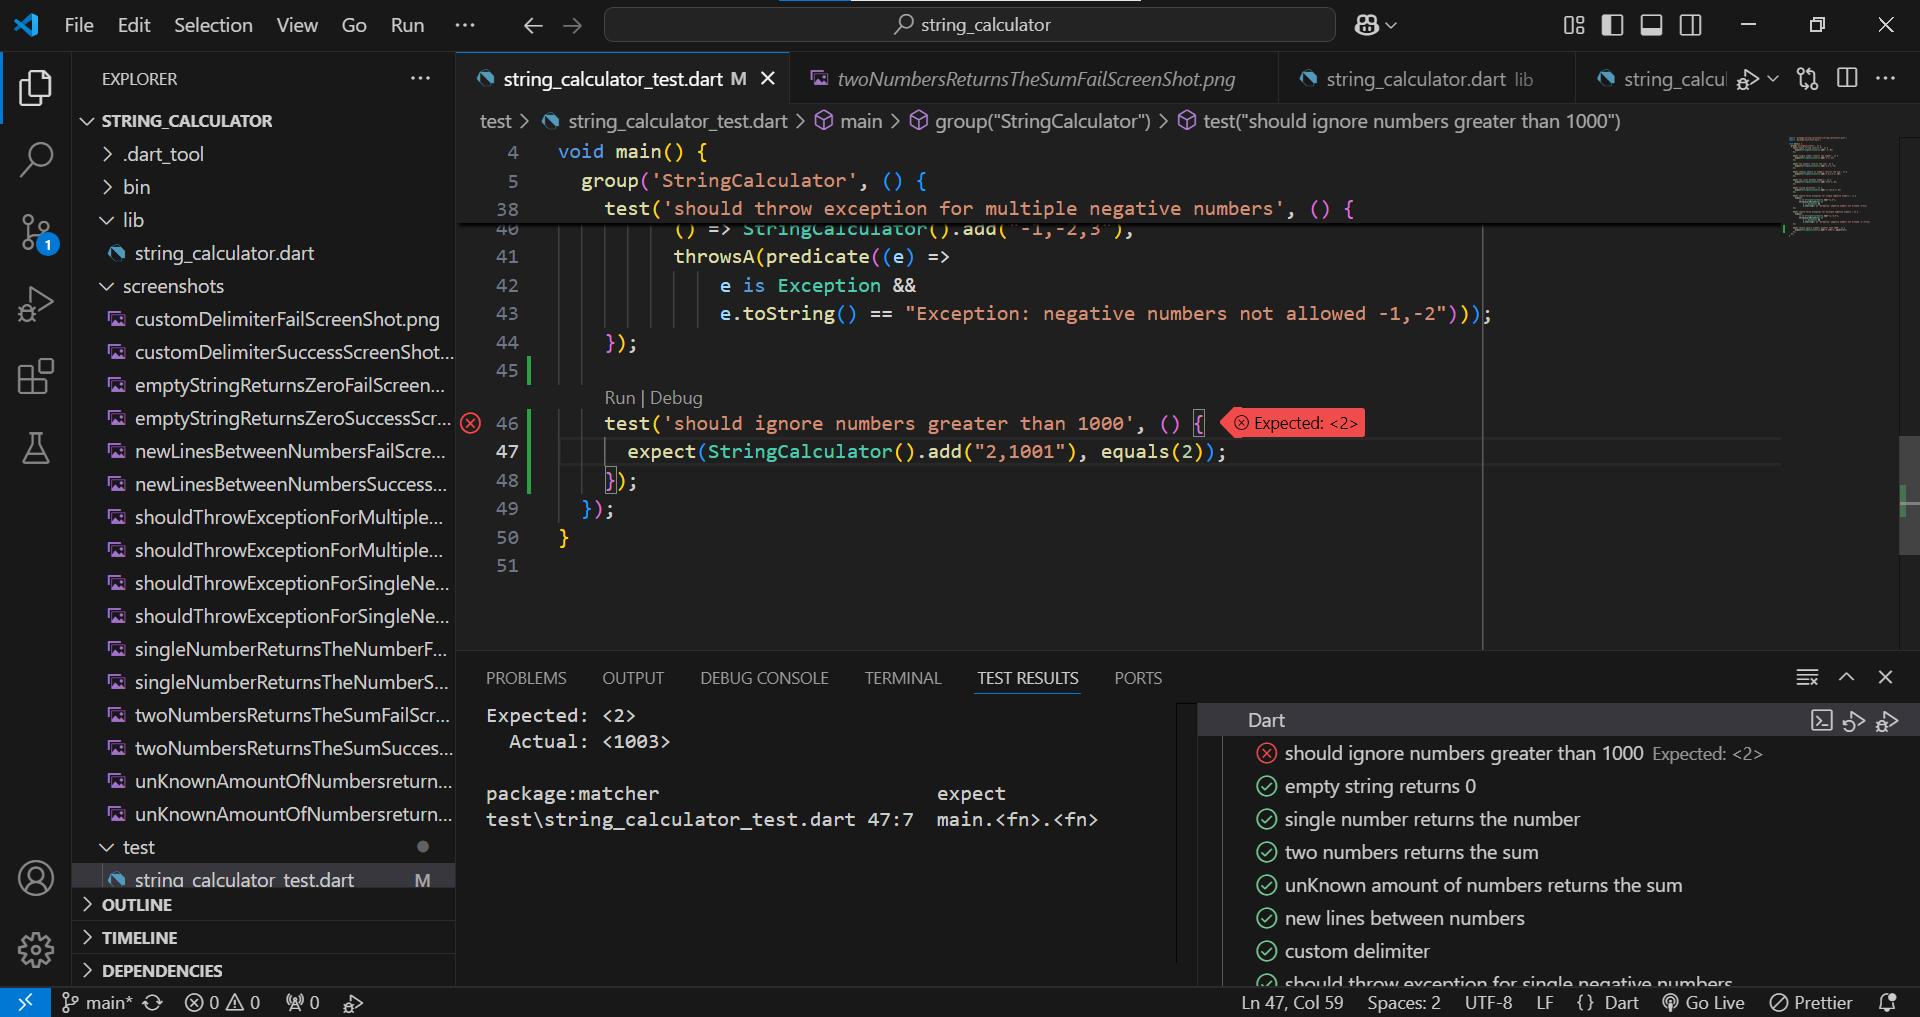 File Edit Selection View Go Run ··· string_calculator
EXPLORER ···
STRING_CALCULATOR
.dart_tool
bin
lib
string_calculator.dart
screenshots
customDelimiterFailScreenShot.png
customDelimiterSuccessScreenShot...
emptyStringReturnsZeroFailScreen...
emptyStringReturnsZeroSuccessScr...
newLinesBetweenNumbersFailScre...
newLinesBetweenNumbersSuccess...
shouldThrowExceptionForMultiple...
shouldThrowExceptionForMultiple...
shouldThrowExceptionForSingleNe...
shouldThrowExceptionForSingleNe...
singleNumberReturnsTheNumberF...
singleNumberReturnsTheNumberS...
twoNumbersReturnsTheSumFailScr...
twoNumbersReturnsTheSumSucces...
unKnownAmountOfNumbersreturn...
unKnownAmountOfNumbersreturn...
test
string_calculator_test.dart M
OUTLINE
TIMELINE
DEPENDENCIES
string_calculator_test.dart M twoNumbersReturnsTheSumFailScreenShot.png string_calculator.dart lib string_calcul
test > string_calculator_test.dart > main > group("StringCalculator") > test("should ignore numbers greater than 1000")
4 void main() {
5 group('StringCalculator', () {
38 test('should throw exception for multiple negative numbers', () {
40 () => StringCalculator().add("-1,-2,3"),
41 throwsA(predicate((e) =>
42 e is Exception &&
43 e.toString() == "Exception: negative numbers not allowed -1,-2")));
44 });
45
Run | Debug
46 test('should ignore numbers greater than 1000', () { Expected: <2>
47 expect(StringCalculator().add("2,1001"), equals(2));
48 });
49 });
50 }
51
PROBLEMS OUTPUT DEBUG CONSOLE TERMINAL TEST RESULTS PORTS
Expected: <2>
Actual: <1003>
package:matcher expect
test\string_calculator_test.dart 47:7 main.<fn>.<fn>
Dart
should ignore numbers greater than 1000 Expected: <2>
empty string returns 0
single number returns the number
two numbers returns the sum
unKnown amount of numbers returns the sum
new lines between numbers
custom delimiter
should throw exception for single negative numbers
1
main* 0 0 0 Ln 47, Col 59 Spaces: 2 UTF-8 LF {} Dart Go Live Prettier